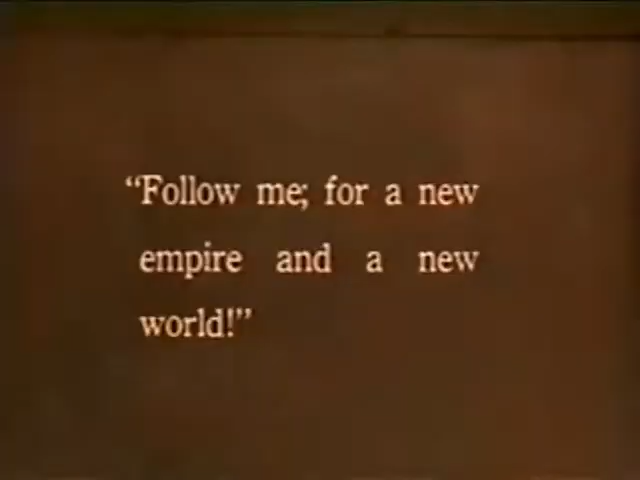 “Follow me; for a new
empire and a new
world!”